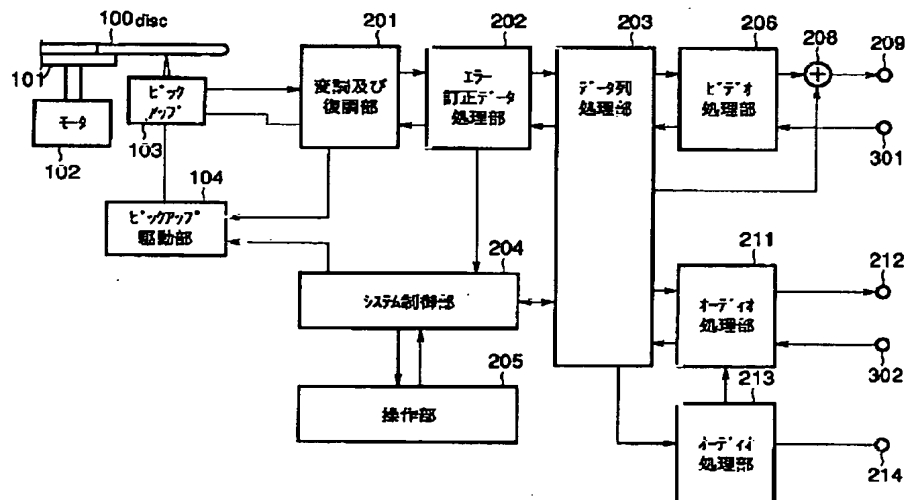 100 disc
201
202
203
206
208
209
101
ピック
アップ
変調及び
復調部
エラー
訂正データ
処理部
データ列
処理部
ビデオ
処理部
モータ
102
103
301
104
ピックアップ
駆動部
204
システム制御部
211
オーディオ
処理部
212
302
205
操作部
213
オーディオ
処理部
214